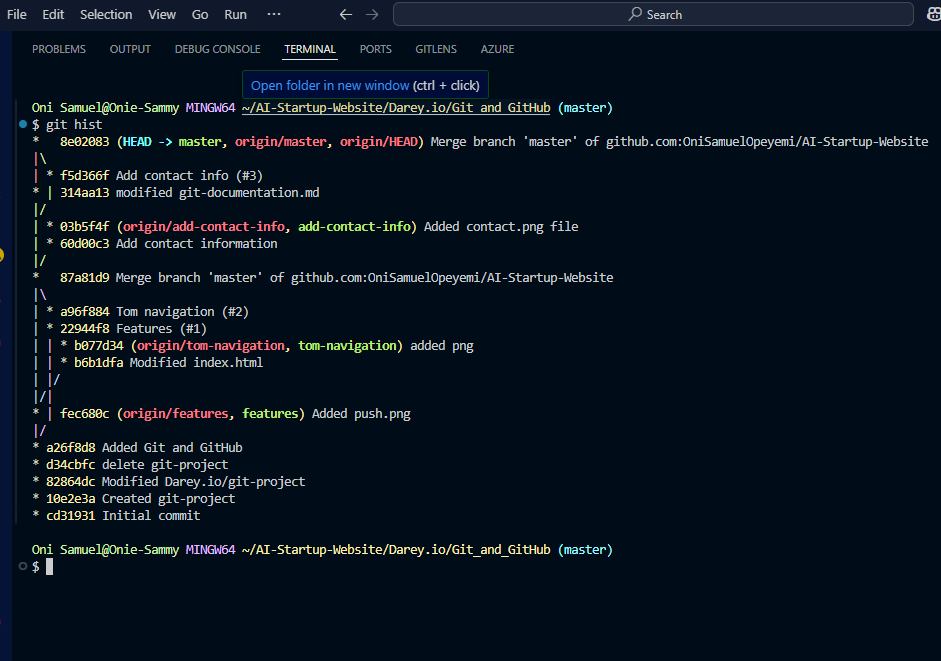 File Edit Selection View Go Run ··· ← → Search
PROBLEMS OUTPUT DEBUG CONSOLE TERMINAL PORTS GITLENS AZURE
Open folder in new window (ctrl + click)
Oni Samuel@Onie-Sammy MINGW64 ~/AI-Startup-Website/Darey.io/Git_and_GitHub (master)
$ git hist
*   8e02083 (HEAD -> master, origin/master, origin/HEAD) Merge branch 'master' of github.com:OniSamuelOpeyemi/AI-Startup-Website
|\
| * f5d366f Add contact info (#3)
* | 314aa13 modified git-documentation.md
|/
| * 03b5f4f (origin/add-contact-info, add-contact-info) Added contact.png file
| * 60d00c3 Add contact information
|/
*   87a81d9 Merge branch 'master' of github.com:OniSamuelOpeyemi/AI-Startup-Website
|\
| * a96f884 Tom navigation (#2)
| * 22944f8 Features (#1)
| | * b077d34 (origin/tom-navigation, tom-navigation) added png
| | * b6b1dfa Modified index.html
| |/
|/|
* | fec680c (origin/features, features) Added push.png
|/
* a26f8d8 Added Git and GitHub
* d34cbfc delete git-project
* 82864dc Modified Darey.io/git-project
* 10e2e3a Created git-project
* cd31931 Initial commit
Oni Samuel@Onie-Sammy MINGW64 ~/AI-Startup-Website/Darey.io/Git_and_GitHub (master)
$